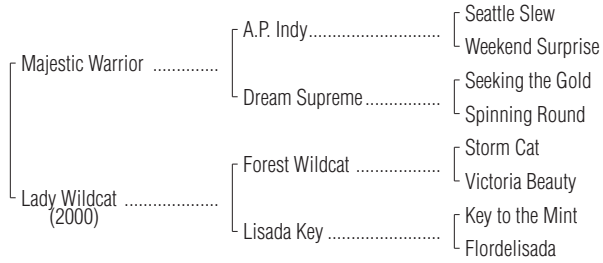 Seattle Slew
A.P. Indy............................
Weekend Surprise
Majestic Warrior ..............
Seeking the Gold
Dream Supreme................
Spinning Round
Storm Cat
Forest Wildcat ..................
Victoria Beauty
Lady Wildcat ....................
(2000)
Key to the Mint
Lisada Key ........................
Flordelisada